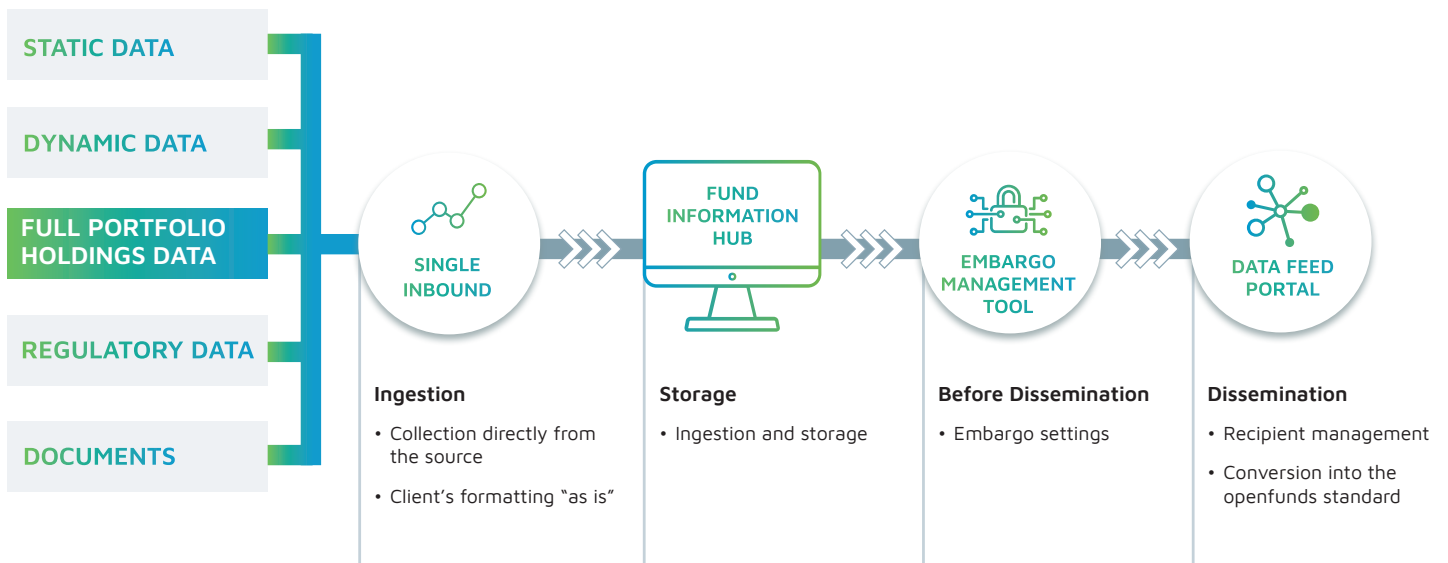 STATIC DATA
DYNAMIC DATA
FULL PORTFOLIO
HOLDINGS DATA
REGULATORY DATA
DOCUMENTS
SINGLE
INBOUND
FUND
INFORMATION
HUB
EMBARGO
MANAGEMENT
TOOL
DATA FEED
PORTAL
Ingestion
• Collection directly from
the source
• Client’s formatting “as is”
Storage
• Ingestion and storage
Before Dissemination
• Embargo settings
Dissemination
• Recipient management
• Conversion into the
openfunds standard